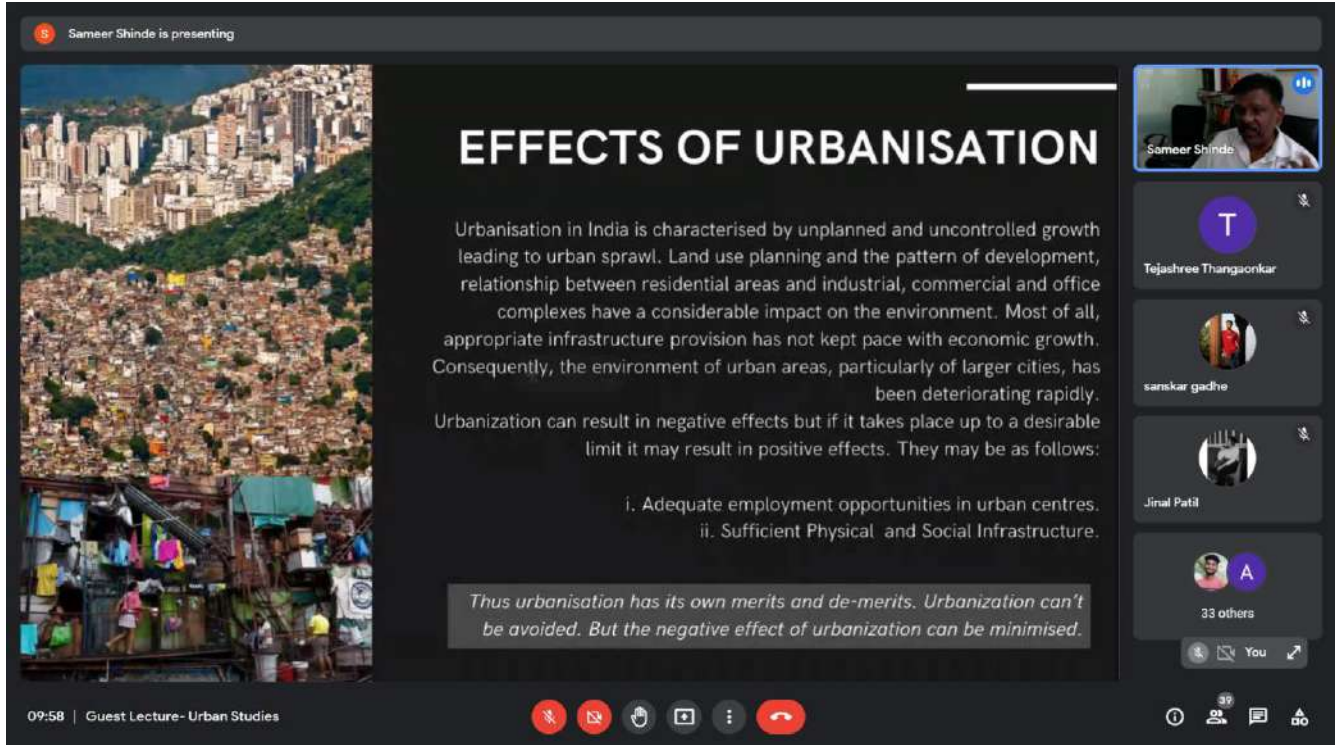 S Sameer Shinde is presenting
EFFECTS OF URBANISATION
Urbanisation in India is characterised by unplanned and uncontrolled growth
leading to urban sprawl. Land use planning and the pattern of development,
relationship between residential areas and industrial, commercial and office
complexes have a considerable impact on the environment. Most of all,
appropriate infrastructure provision has not kept pace with economic growth.
Consequently, the environment of urban areas, particularly of larger cities, has
been deteriorating rapidly.
Urbanization can result in negative effects but if it takes place up to a desirable
limit it may result in positive effects. They may be as follows:
i. Adequate employment opportunities in urban centres.
ii. Sufficient Physical and Social Infrastructure.
Thus urbanisation has its own merits and de-merits. Urbanization can't
be avoided. But the negative effect of urbanization can be minimised.
Sameer Shinde
T
Tejashree Thangaonkar
sanskar gadhe
Jinal Patil
A
33 others
You
09:58 | Guest Lecture- Urban Studies
39